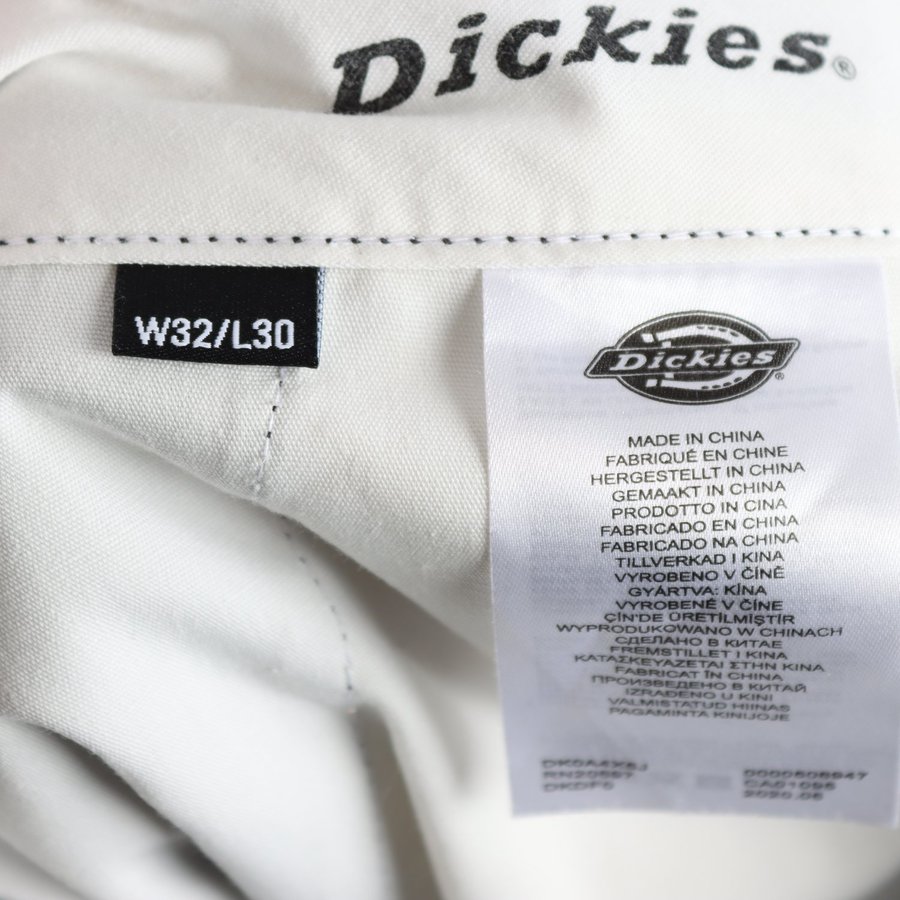 Dickies®
W32/L30
Dickies®
MADE IN CHINA
FABRIQUÉ EN CHINE
HERGESTELLT IN CHINA
GEMAAKT IN CHINA
PRODOTTO IN CINA
FABRICADO EN CHINA
FABRICADO NA CHINA
TILLVERKAD I KINA
VYROBENO V ČÍNĚ
GYÁRTVA: KÍNA
VYROBENÉ V ČÍNE
ÇİN'DE ÜRETİLMİŞTİR
WYPRODUKOWANO W CHINACH
СДЕЛАНО В КИТАЕ
FREMSTILLET I KINA
ΚΑΤΑΣΚΕΥΑΖΕΤΑΙ ΣΤΗΝ ΚΙΝΑ
FABRICAT ÎN CHINA
ПРОИЗВЕДЕНО В КИТАЙ
IZRAĐENO U KINI
VALMISTATUD HIINAS
PAGAMINTA KINIJOJE
2020.06